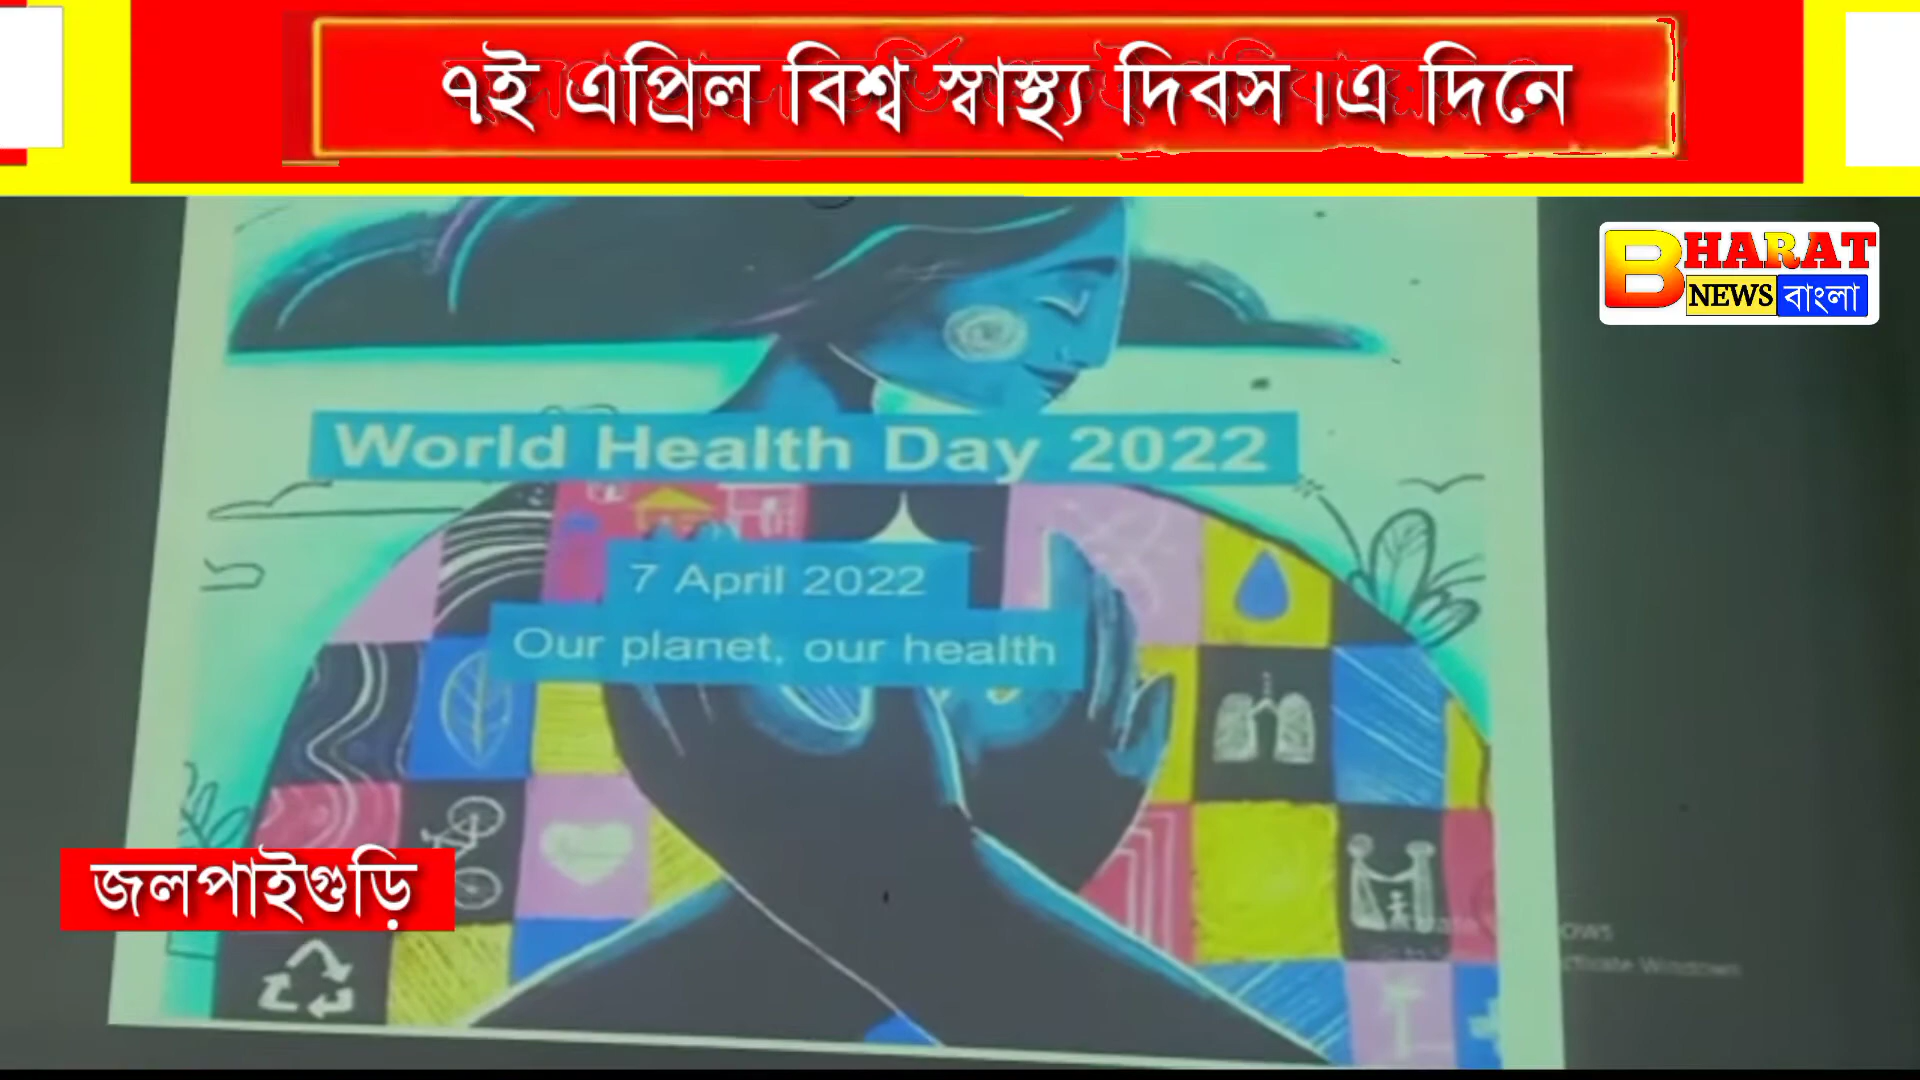 ৭ই এপ্রিল বিশ্ব স্বাস্থ্য দিবস।এ দিনে
BHARAT
NEWS বাংলা
World Health Day 2022
7 April 2022
Our planet, our health
জলপাইগুড়ি